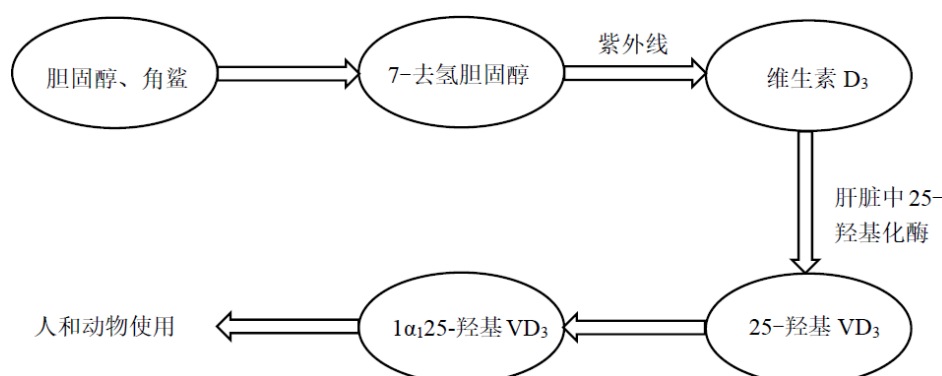 胆固醇、角鲨
7-去氢胆固醇
紫外线
维生素 D₃
肝脏中 25-
羟基化酶
25-羟基 VD₃
1α₁25-羟基 VD₃
人和动物使用